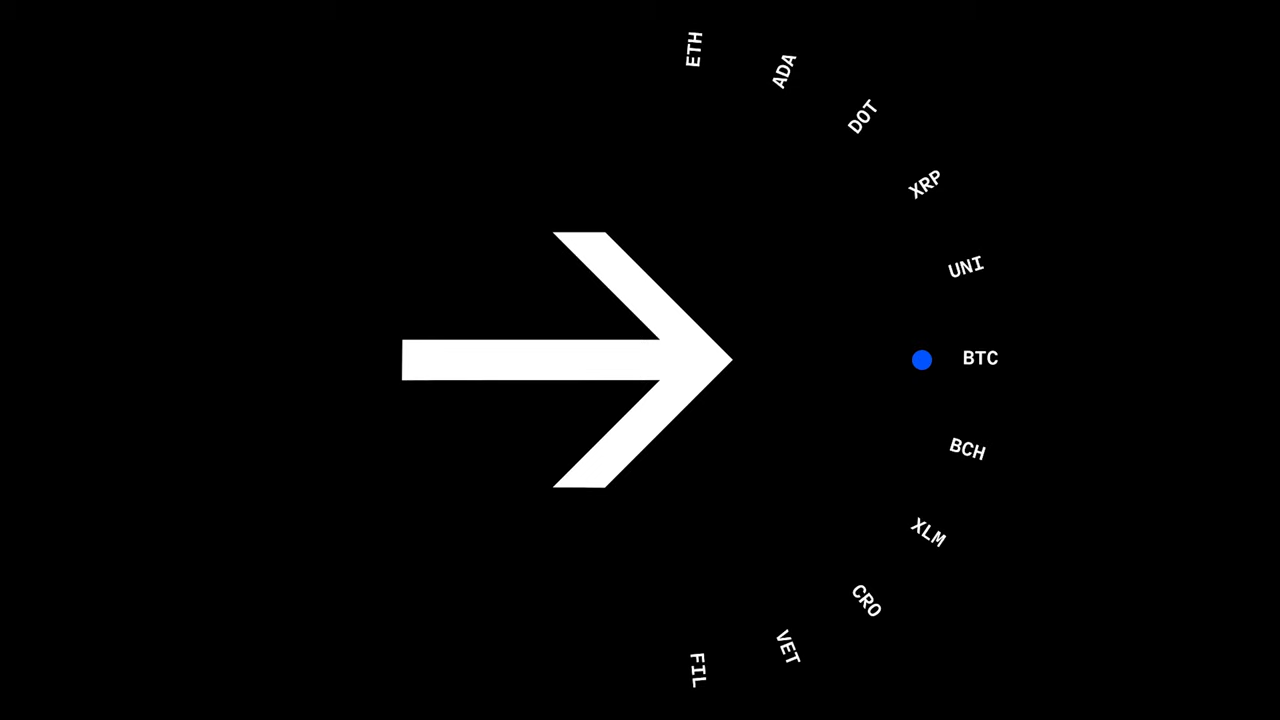 ETH
ADA
DOT
XRP
UNI
BTC
BCH
XLM
CRO
VET
FIL